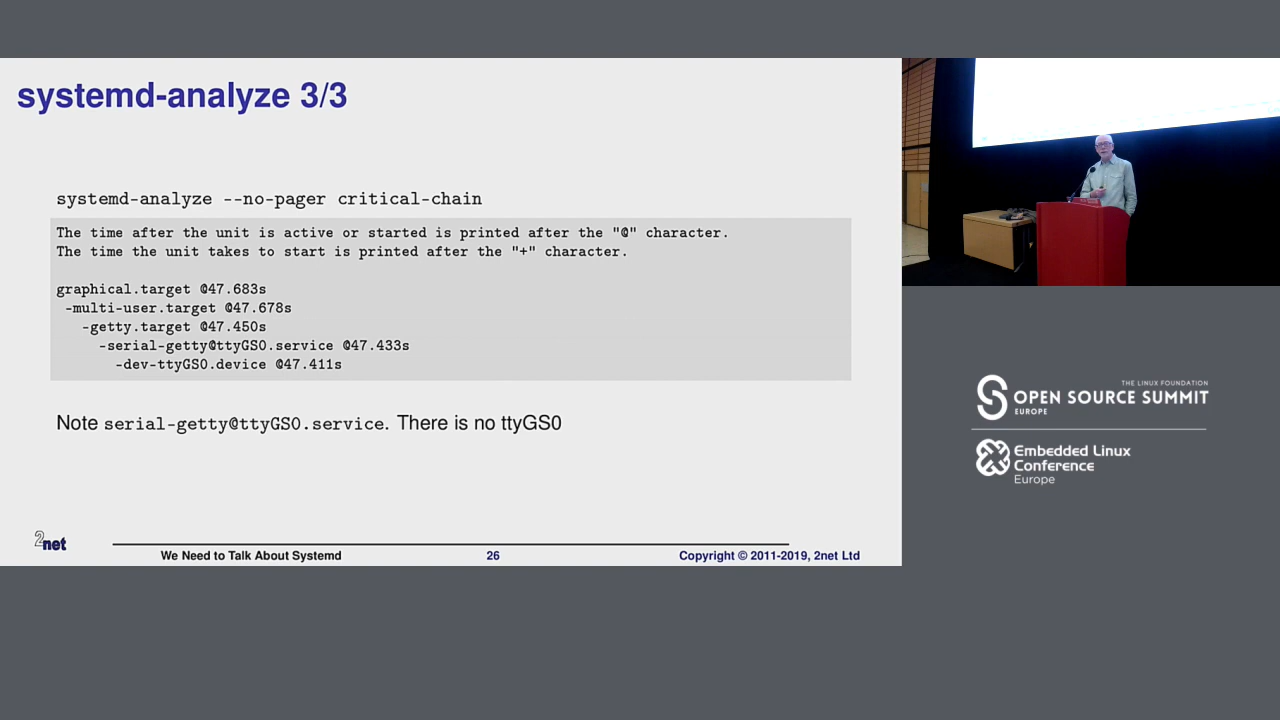 systemd-analyze 3/3
systemd-analyze --no-pager critical-chain
The time after the unit is active or started is printed after the "@" character.
The time the unit takes to start is printed after the "+" character.
graphical.target @47.683s
-multi-user.target @47.678s
-getty.target @47.450s
-serial-getty@ttyGS0.service @47.433s
-dev-ttyGS0.device @47.411s
Note serial-getty@ttyGS0.service. There is no ttyGS0
2net
We Need to Talk About Systemd
26
Copyright © 2011-2019, 2net Ltd
THE LINUX FOUNDATION
OPEN SOURCE SUMMIT
EUROPE
Embedded Linux
Conference
Europe